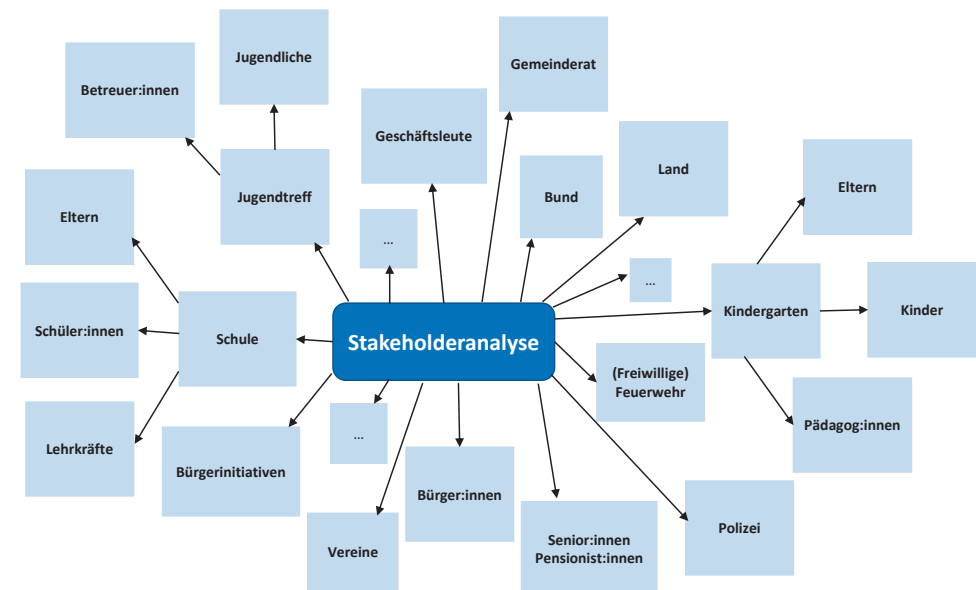 Jugendliche
Gemeinderat
Betreuer:innen
Geschäftsleute
Land
Eltern
Jugendtreff
Bund
Eltern
...
...
Kindergarten
Kinder
Schüler:innen
Schule
Stakeholderanalyse
(Freiwillige)
Feuerwehr
Pädagog:innen
Lehrkräfte
...
Bürgerinitiativen
Bürger:innen
Polizei
Vereine
Senior:innen
Pensionist:innen